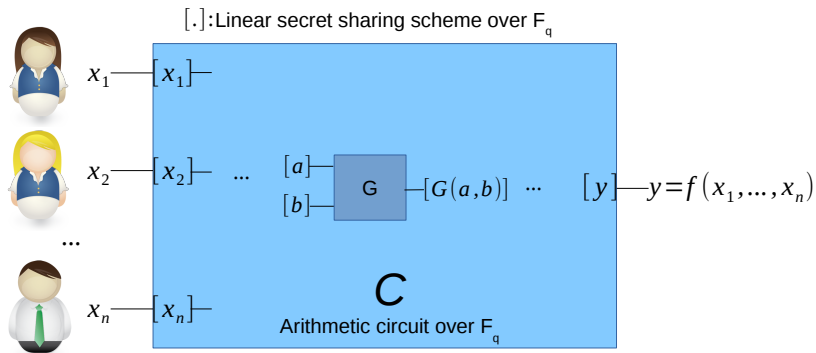 [.]:Linear secret sharing scheme over F_q
x_1 [x_1]
x_2 [x_2] ... [a] [b] G [G(a,b)] ... [y] y=f(x_1,...,x_n)
...
x_n [x_n]
C
Arithmetic circuit over F_q